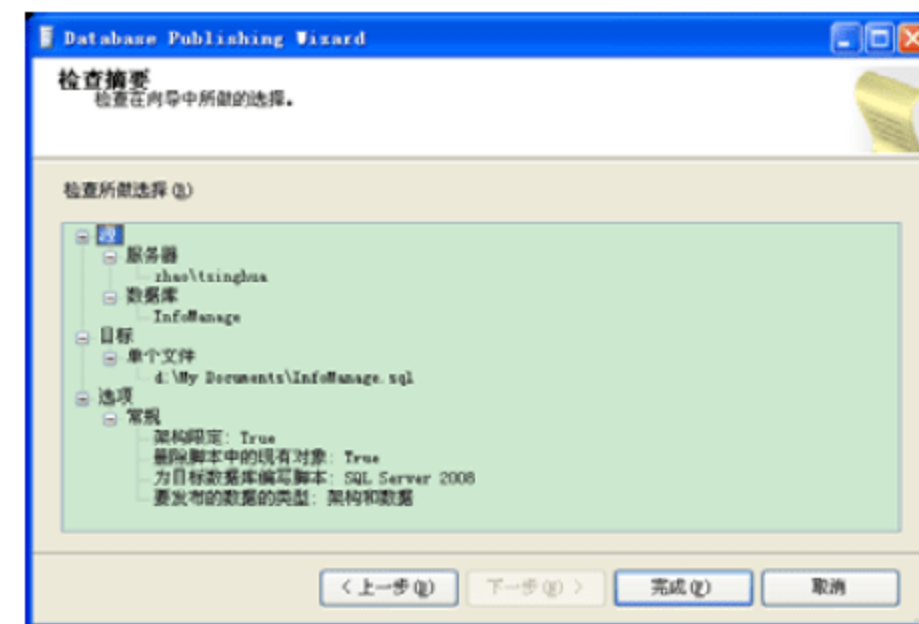 Database Publishing Wizard
检查摘要
检查在向导中所做的选择。
检查所做选择(R)
源
服务器
zhao\tsinghua
数据库
InfoManage
目标
单个文件
d:\My Documents\InfoManage.sql
选项
常规
架构限定: True
删除脚本中的现有对象: True
为目标数据库编写脚本: SQL Server 2008
要发布的数据的类型: 架构和数据
< 上一步(B)
下一步(N) >
完成(F)
取消